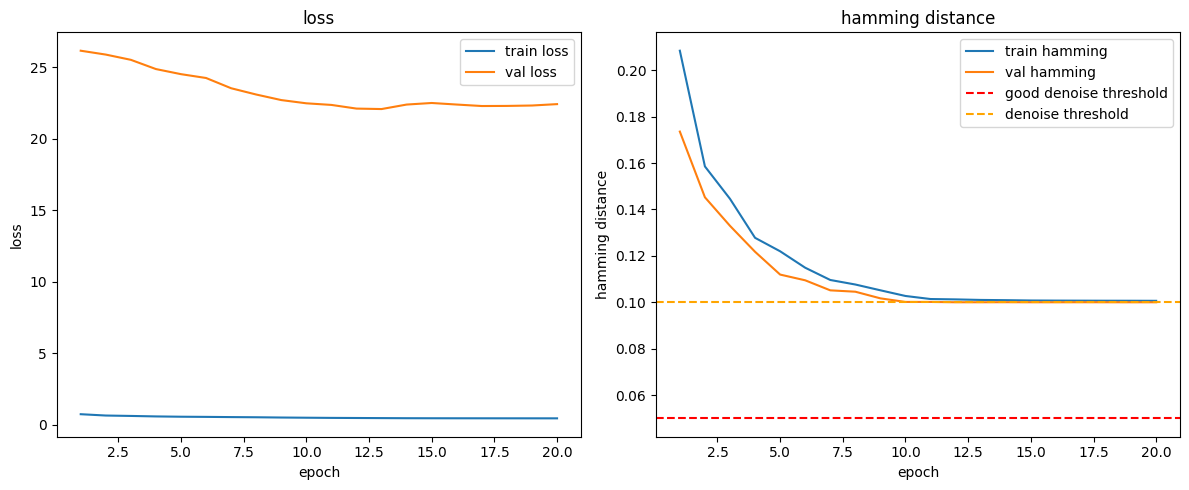 loss
train loss
val loss
25
20
15
10
5
0
loss
2.5 5.0 7.5 10.0 12.5 15.0 17.5 20.0
epoch
hamming distance
train hamming
val hamming
good denoise threshold
denoise threshold
0.20
0.18
0.16
0.14
0.12
0.10
0.08
0.06
hamming distance
2.5 5.0 7.5 10.0 12.5 15.0 17.5 20.0
epoch